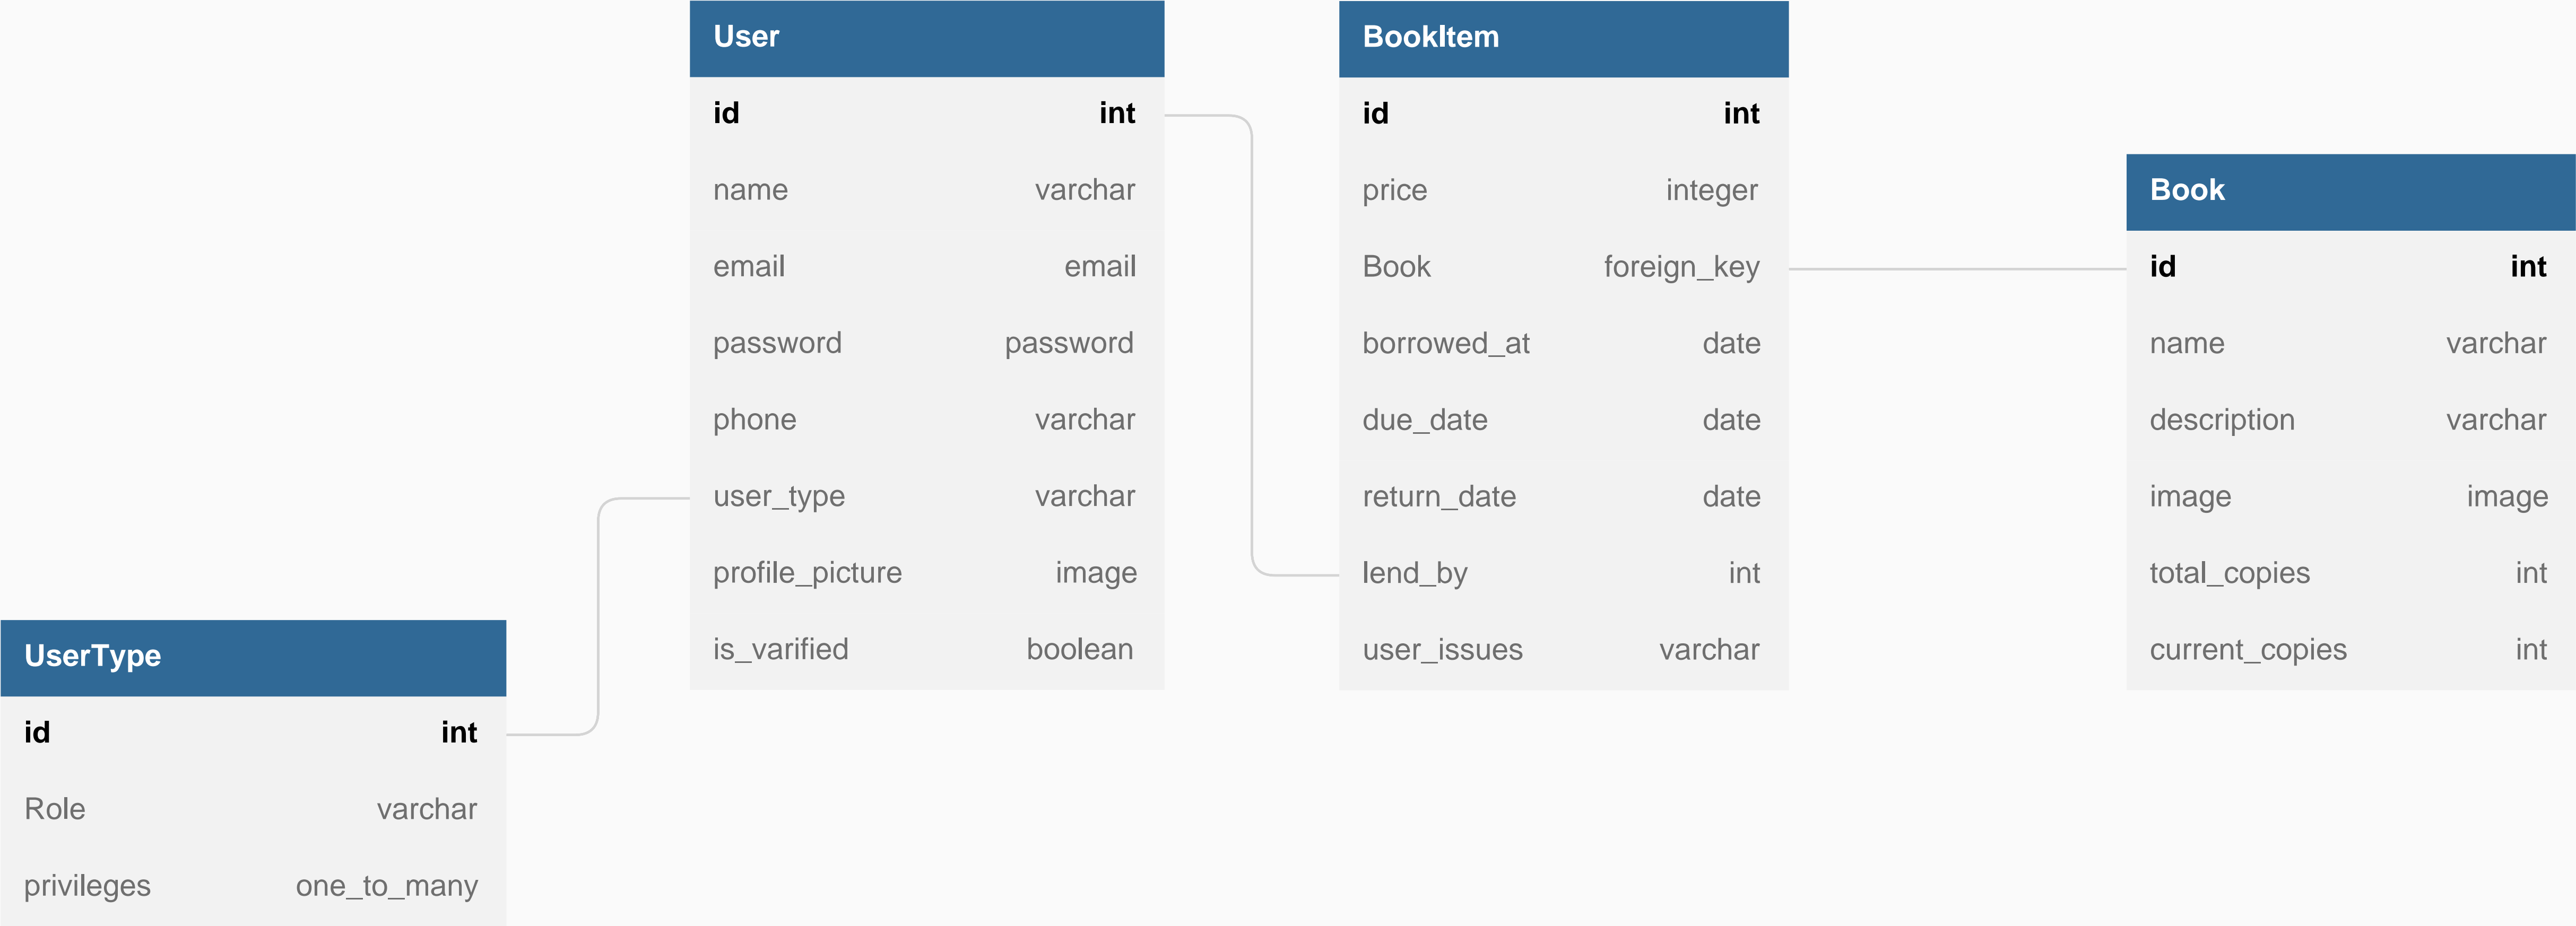 User
id int
name varchar
email email
password password
phone varchar
user_type varchar
profile_picture image
is_varified boolean
BookItem
id int
price integer
Book foreign_key
borrowed_at date
due_date date
return_date date
lend_by int
user_issues varchar
Book
id int
name varchar
description varchar
image image
total_copies int
current_copies int
UserType
id int
Role varchar
privileges one_to_many